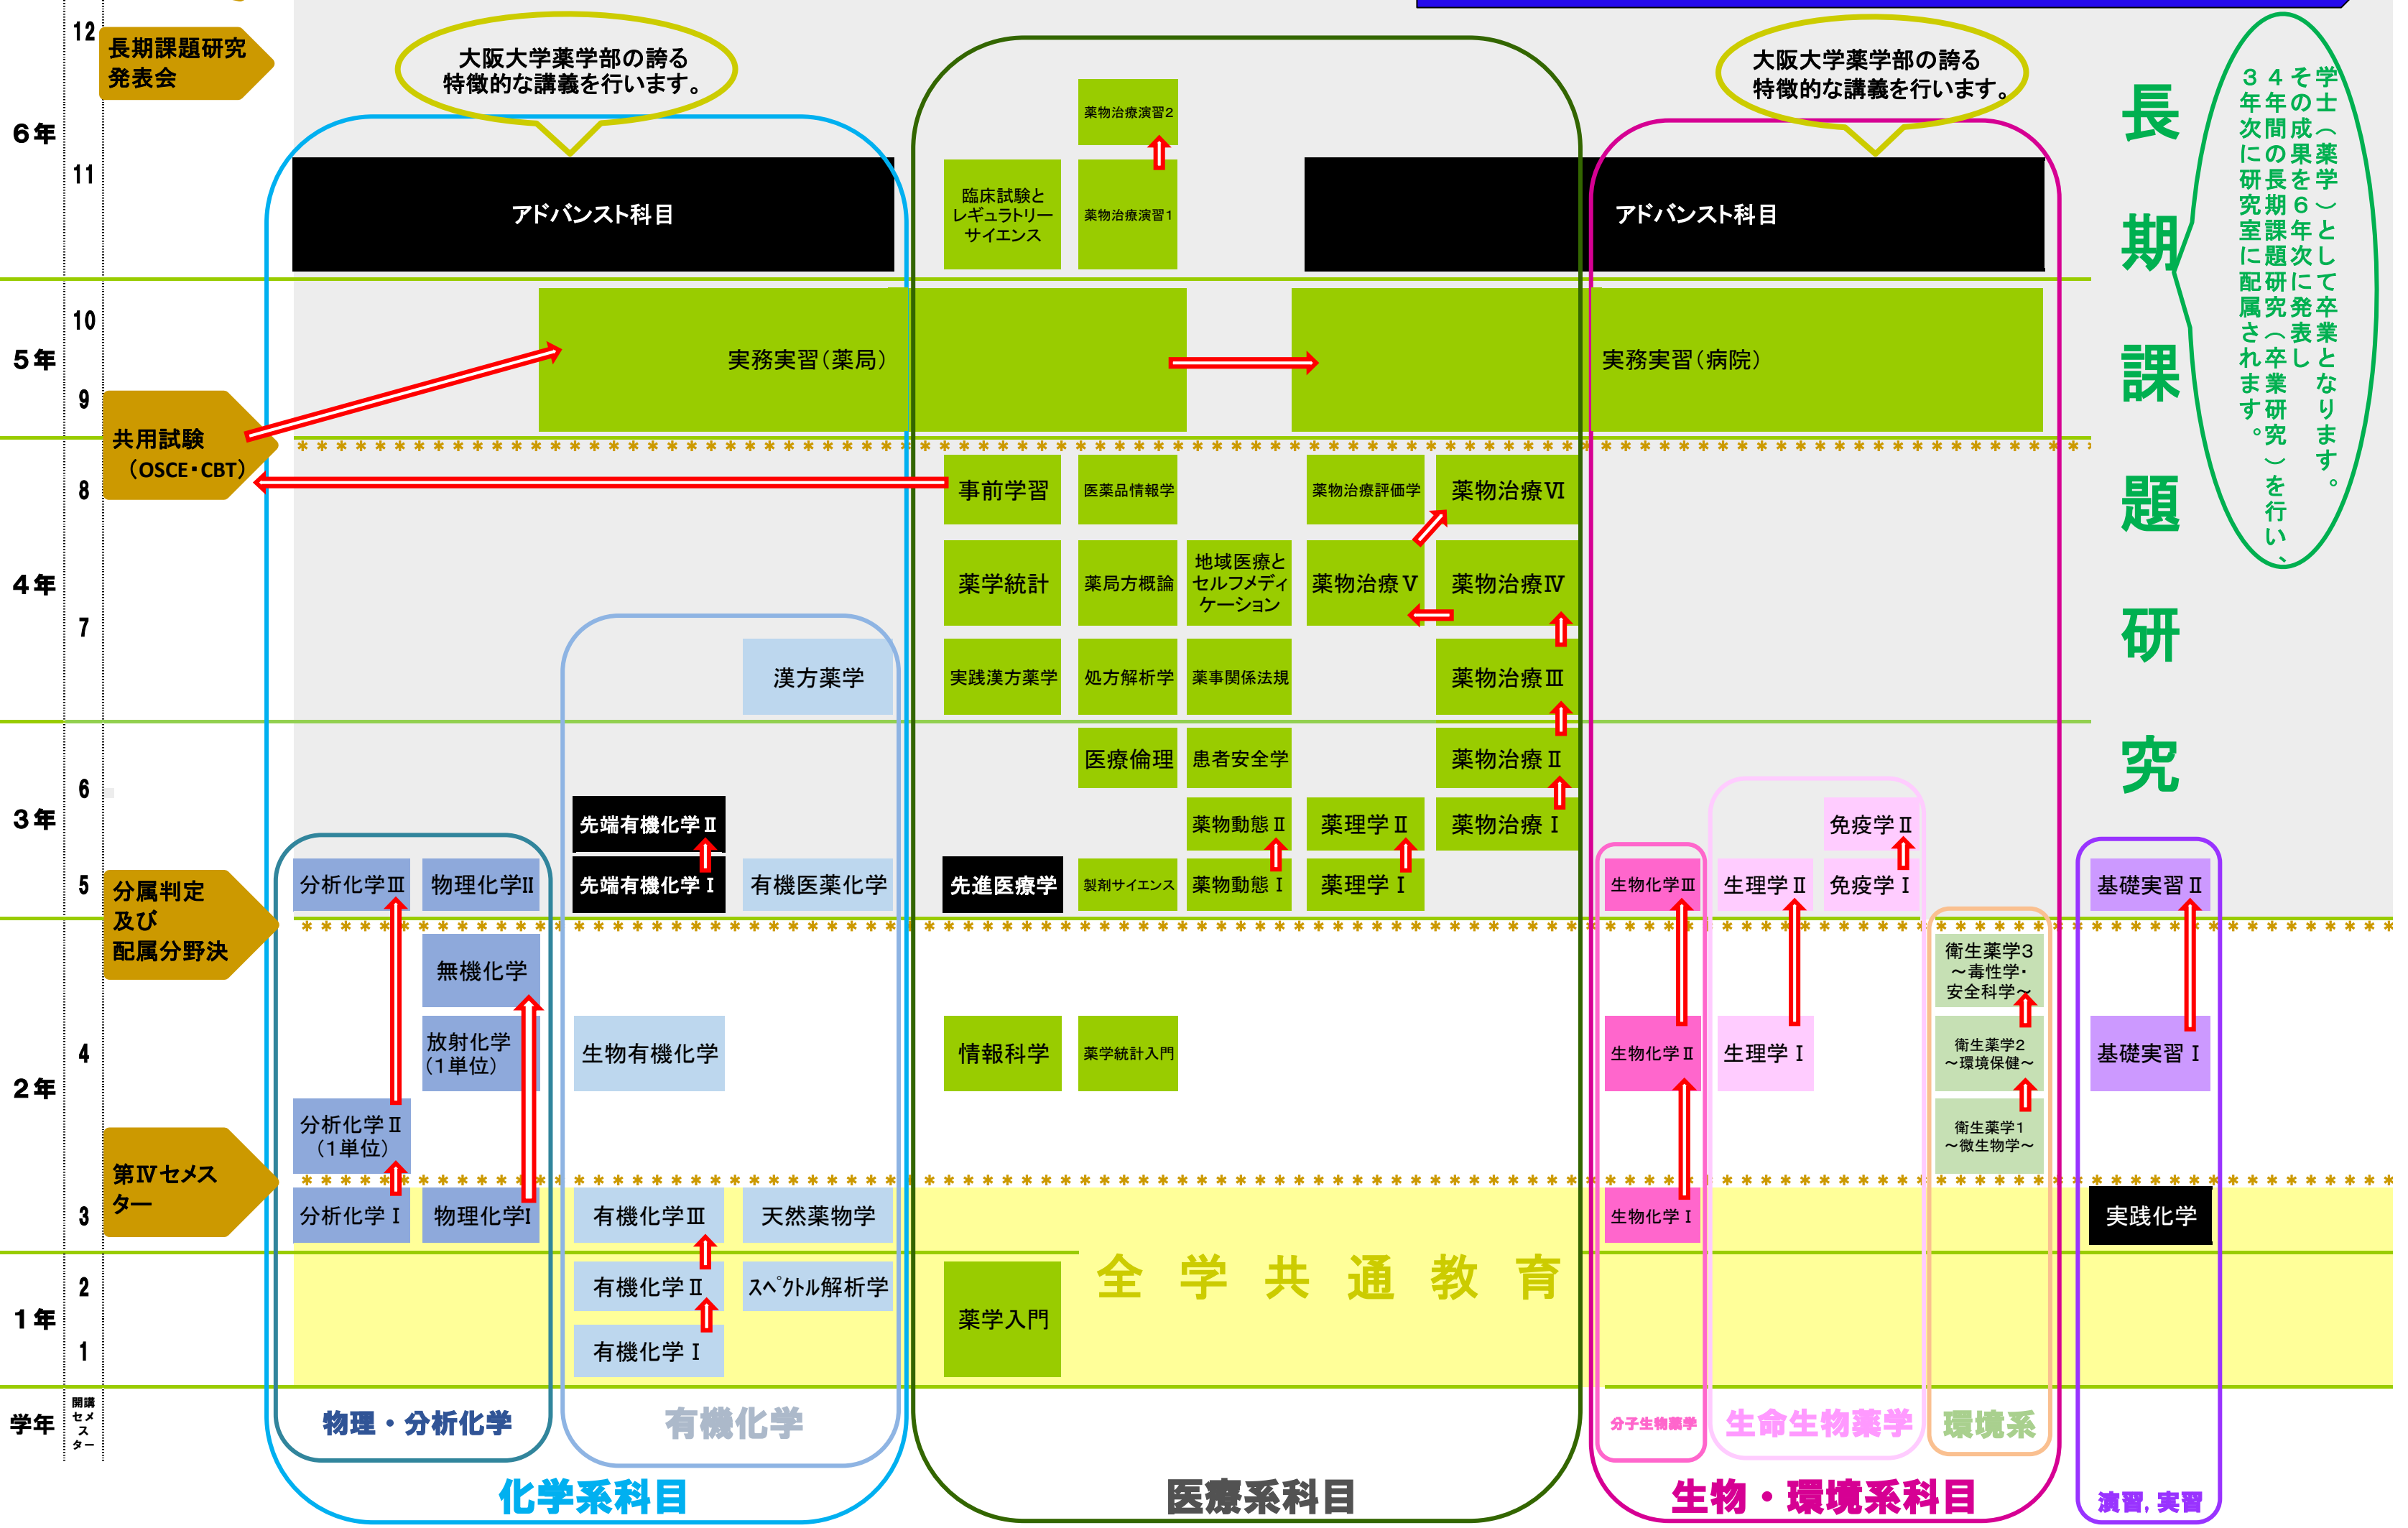 12
長期課題研究
発表会
6年
11
大阪大学薬学部の誇る
特徴的な講義を行います。
アドバンスト科目
薬物治療演習2
臨床試験と
レギュラトリー
サイエンス
薬物治療演習1
大阪大学薬学部の誇る
特徴的な講義を行います。
アドバンスト科目
長期課題研究
学士（薬学）として卒業となります。
その成果を6年次に発表し
4年間の長期課題研究（卒業研究）を行い、
3年次に研究室に配属されます。
10
5年
9
実務実習(薬局)
実務実習(病院)
共用試験
（OSCE・CBT）
8
事前学習
医薬品情報学
薬物治療評価学
薬物治療Ⅵ
4年
7
薬学統計
薬局方概論
地域医療と
セルフメディ
ケーション
薬物治療Ⅴ
薬物治療Ⅳ
漢方薬学
実践漢方薬学
処方解析学
薬事関係法規
薬物治療Ⅲ
6
医療倫理
患者安全学
薬物治療Ⅱ
3年
先端有機化学Ⅱ
薬物動態Ⅱ
薬理学Ⅱ
薬物治療Ⅰ
免疫学Ⅱ
5
分属判定
及び
配属分野決
分析化学Ⅲ
物理化学II
先端有機化学Ⅰ
有機医薬化学
先進医療学
製剤サイエンス
薬物動態Ⅰ
薬理学Ⅰ
生物化学Ⅲ
生理学Ⅱ
免疫学Ⅰ
基礎実習Ⅱ
無機化学
衛生薬学3
～毒性学・
安全科学～
4
2年
放射化学
(1単位)
生物有機化学
情報科学
薬学統計入門
生物化学Ⅱ
生理学Ⅰ
衛生薬学2
～環境保健～
基礎実習Ⅰ
分析化学Ⅱ
(1単位)
衛生薬学1
～微生物学～
第Ⅳセメス
ター
3
分析化学Ⅰ
物理化学I
有機化学Ⅲ
天然薬物学
生物化学Ⅰ
実践化学
全学共通教育
2
1年
1
有機化学Ⅱ
スペクトル解析学
薬学入門
有機化学Ⅰ
学年
開講
セメ
ス
ター
物理・分析化学
有機化学
分子生物薬学
生命生物薬学
環境系
化学系科目
医療系科目
生物・環境系科目
演習,実習